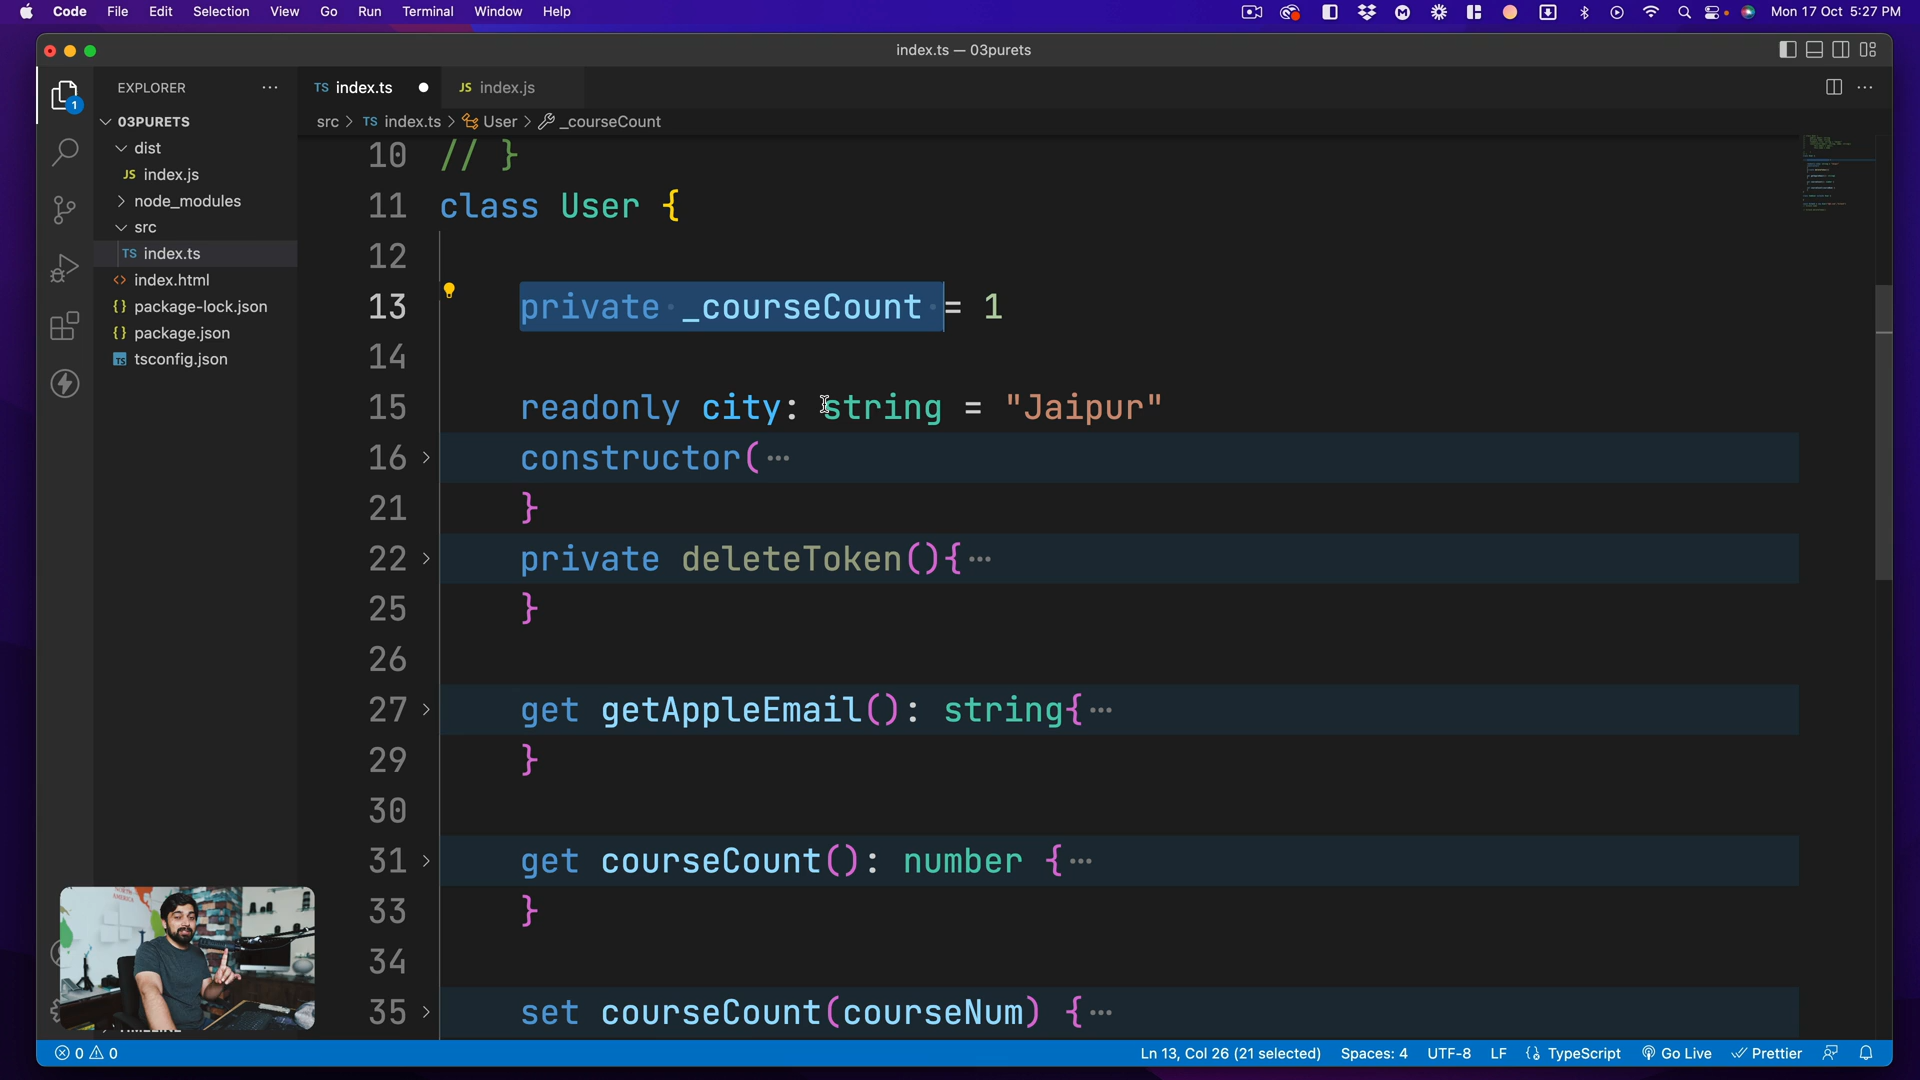 Code File Edit Selection View Go Run Terminal Window Help
Mon 17 Oct 5:27 PM
index.ts — 03purets
EXPLORER
TS index.ts
JS index.js
03PURETS
src > TS index.ts > User > _courseCount
dist
JS index.js
node_modules
src
TS index.ts
<> index.html
{} package-lock.json
{} package.json
TS tsconfig.json
1
10 // }
11 class User {
12
13 private _courseCount = 1
14
15 readonly city: string = "Jaipur"
16 constructor( ⋯
21 }
22 private deleteToken(){ ⋯
25 }
26
27 get getAppleEmail(): string{ ⋯
29 }
30
31 get courseCount(): number { ⋯
33 }
34
35 set courseCount(courseNum) { ⋯
0 0
Ln 13, Col 26 (21 selected) Spaces: 4 UTF-8 LF {} TypeScript Go Live Prettier